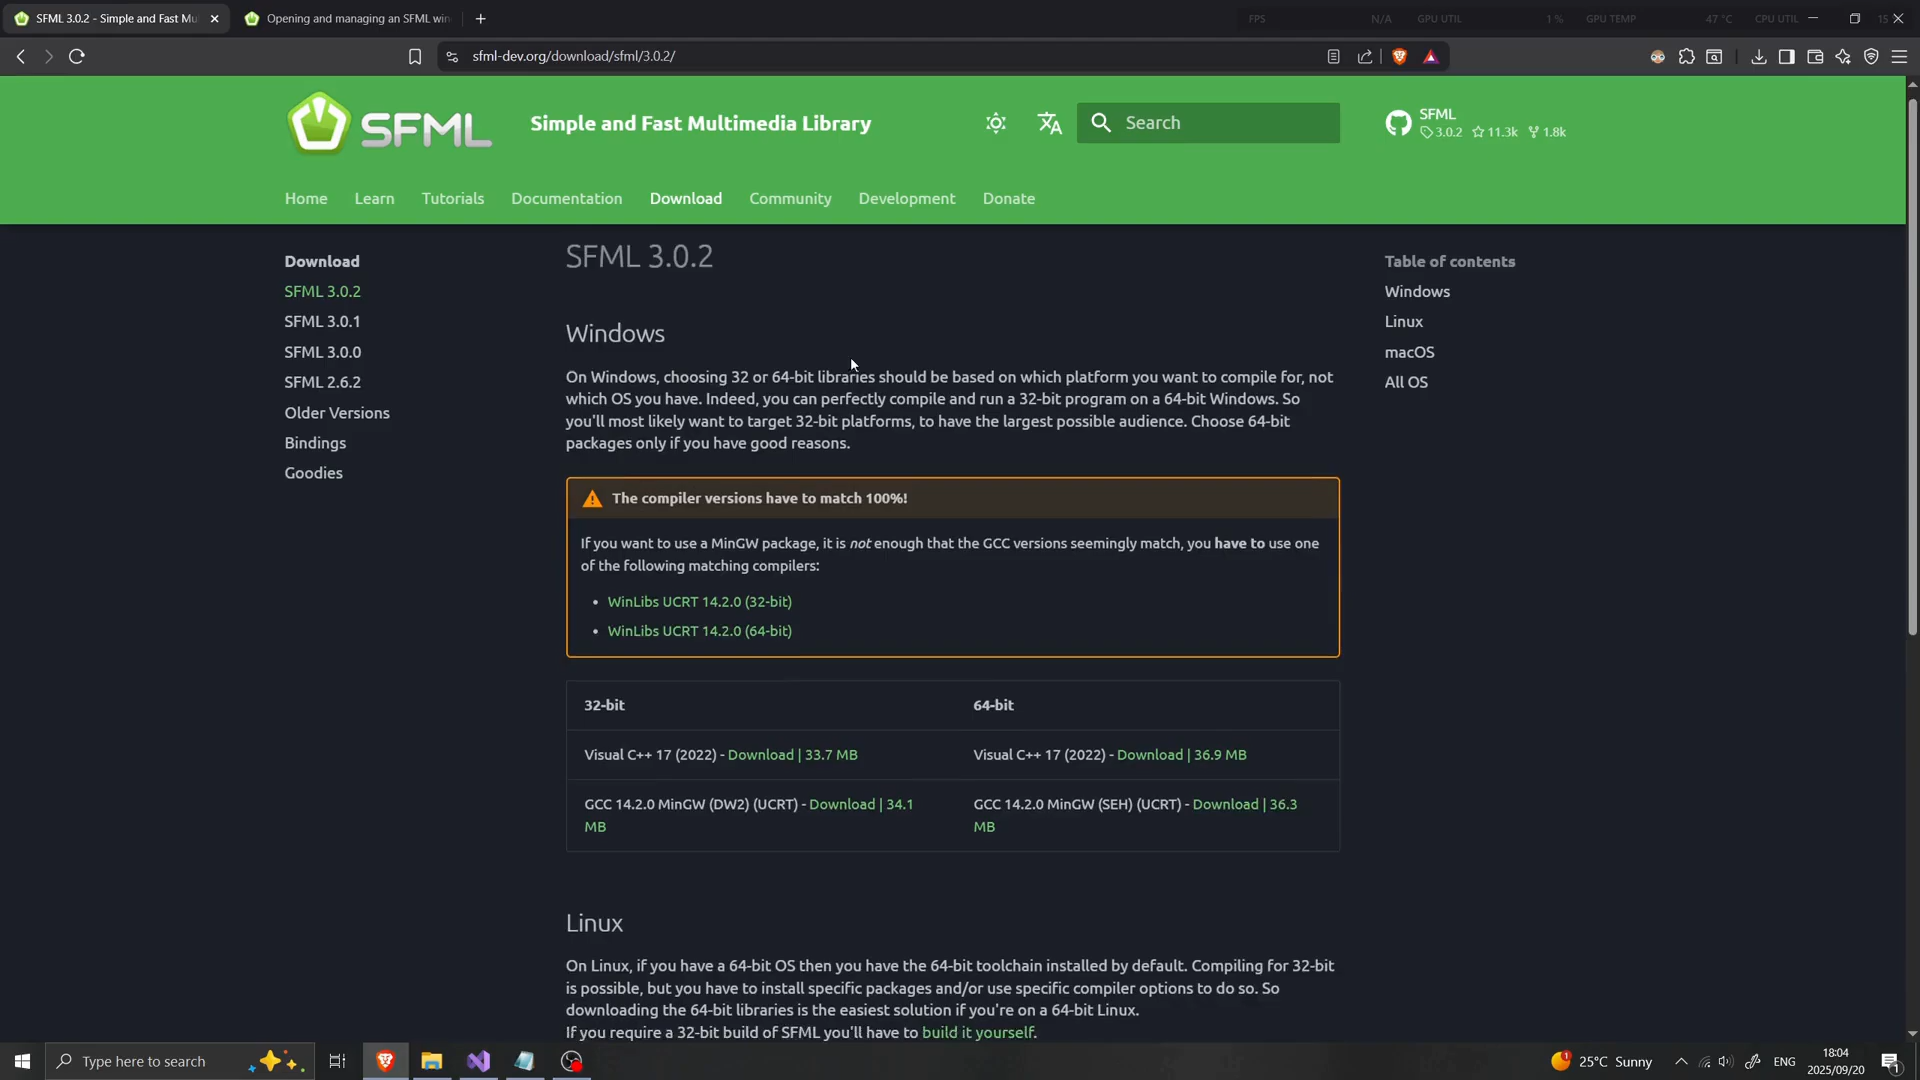 SFML 3.0.2 - Simple and Fast Mu
Opening and managing an SFML win
FPS N/A GPU UTIL 1 % GPU TEMP 47 °C CPU UTIL 15
sfml-dev.org/download/sfml/3.0.2/
SFML
Simple and Fast Multimedia Library
Search
SFML
3.0.2 11.3k 1.8k
Home Learn Tutorials Documentation Download Community Development Donate
Download
SFML 3.0.2
SFML 3.0.1
SFML 3.0.0
SFML 2.6.2
Older Versions
Bindings
Goodies
SFML 3.0.2
Windows
On Windows, choosing 32 or 64-bit libraries should be based on which platform you want to compile for, not
which OS you have. Indeed, you can perfectly compile and run a 32-bit program on a 64-bit Windows. So
you'll most likely want to target 32-bit platforms, to have the largest possible audience. Choose 64-bit
packages only if you have good reasons.
The compiler versions have to match 100%!
If you want to use a MinGW package, it is not enough that the GCC versions seemingly match, you have to use one
of the following matching compilers:
• WinLibs UCRT 14.2.0 (32-bit)
• WinLibs UCRT 14.2.0 (64-bit)
32-bit 64-bit
Visual C++ 17 (2022) - Download | 33.7 MB Visual C++ 17 (2022) - Download | 36.9 MB
GCC 14.2.0 MinGW (DW2) (UCRT) - Download | 34.1 GCC 14.2.0 MinGW (SEH) (UCRT) - Download | 36.3
MB MB
Linux
On Linux, if you have a 64-bit OS then you have the 64-bit toolchain installed by default. Compiling for 32-bit
is possible, but you have to install specific packages and/or use specific compiler options to do so. So
downloading the 64-bit libraries is the easiest solution if you're on a 64-bit Linux.
If you require a 32-bit build of SFML you'll have to build it yourself.
Table of contents
Windows
Linux
macOS
All OS
Type here to search
1
25°C Sunny
ENG
18:04
2025/09/20
1